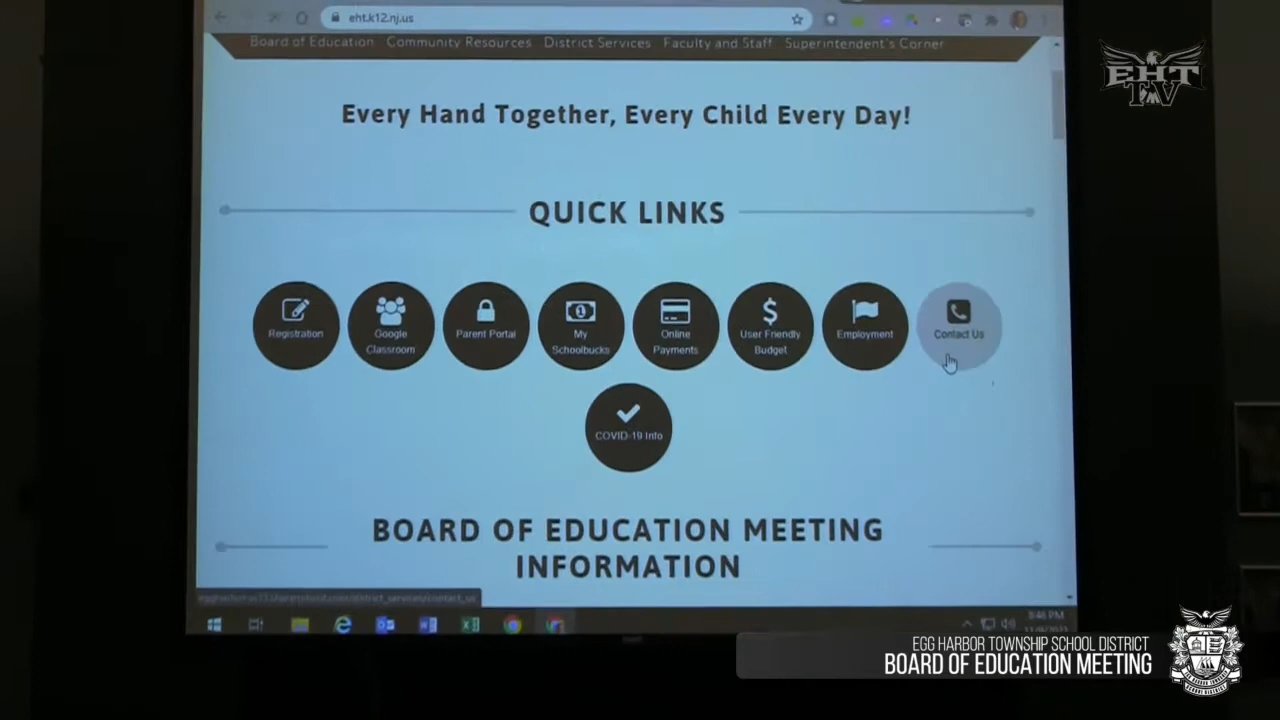 eht.k12.nj.us
Board of Education Community Resources District Services Faculty and Staff Superintendent's Corner
EHT
TV
Every Hand Together, Every Child Every Day!
QUICK LINKS
Registration
Google
Classroom
Parent Portal
My
Schoolbucks
Online
Payments
User Friendly
Budget
Employment
Contact Us
COVID-19 Info
BOARD OF EDUCATION MEETING
INFORMATION
9:46 PM
EGG HARBOR TOWNSHIP SCHOOL DISTRICT
BOARD OF EDUCATION MEETING